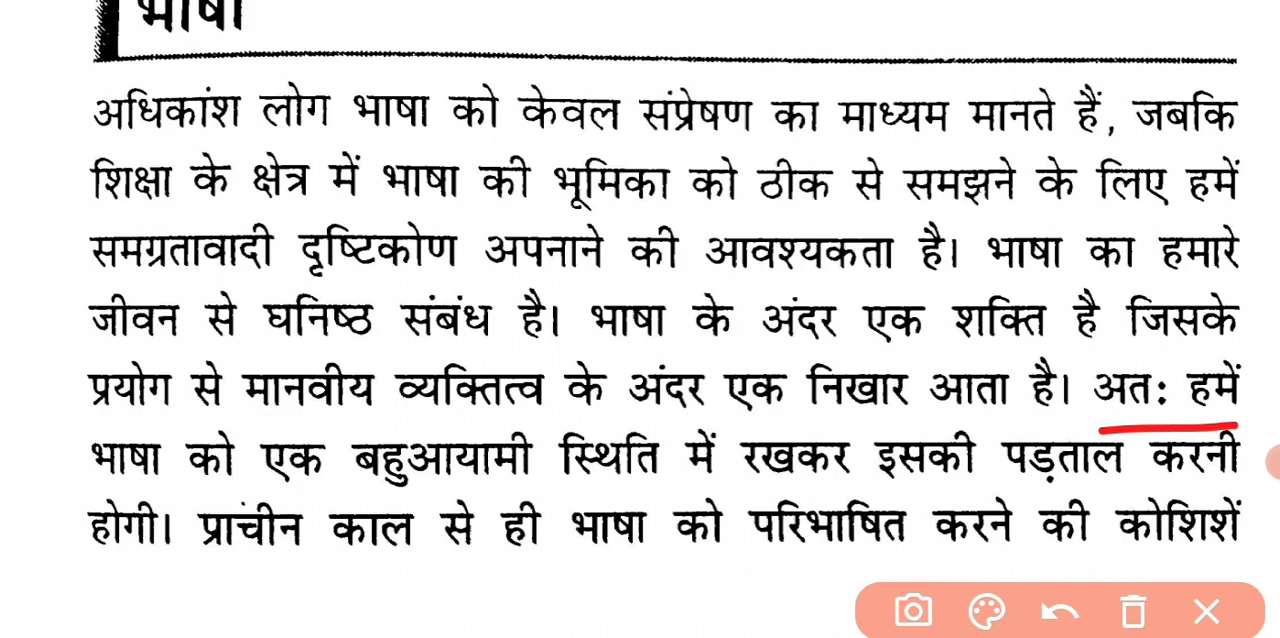 भाषा
अधिकांश लोग भाषा को केवल संप्रेषण का माध्यम मानते हैं, जबकि
शिक्षा के क्षेत्र में भाषा की भूमिका को ठीक से समझने के लिए हमें
समग्रतावादी दृष्टिकोण अपनाने की आवश्यकता है। भाषा का हमारे
जीवन से घनिष्ठ संबंध है। भाषा के अंदर एक शक्ति है जिसके
प्रयोग से मानवीय व्यक्तित्व के अंदर एक निखार आता है। अत: हमें
भाषा को एक बहुआयामी स्थिति में रखकर इसकी पड़ताल करनी
होगी। प्राचीन काल से ही भाषा को परिभाषित करने की कोशिशें